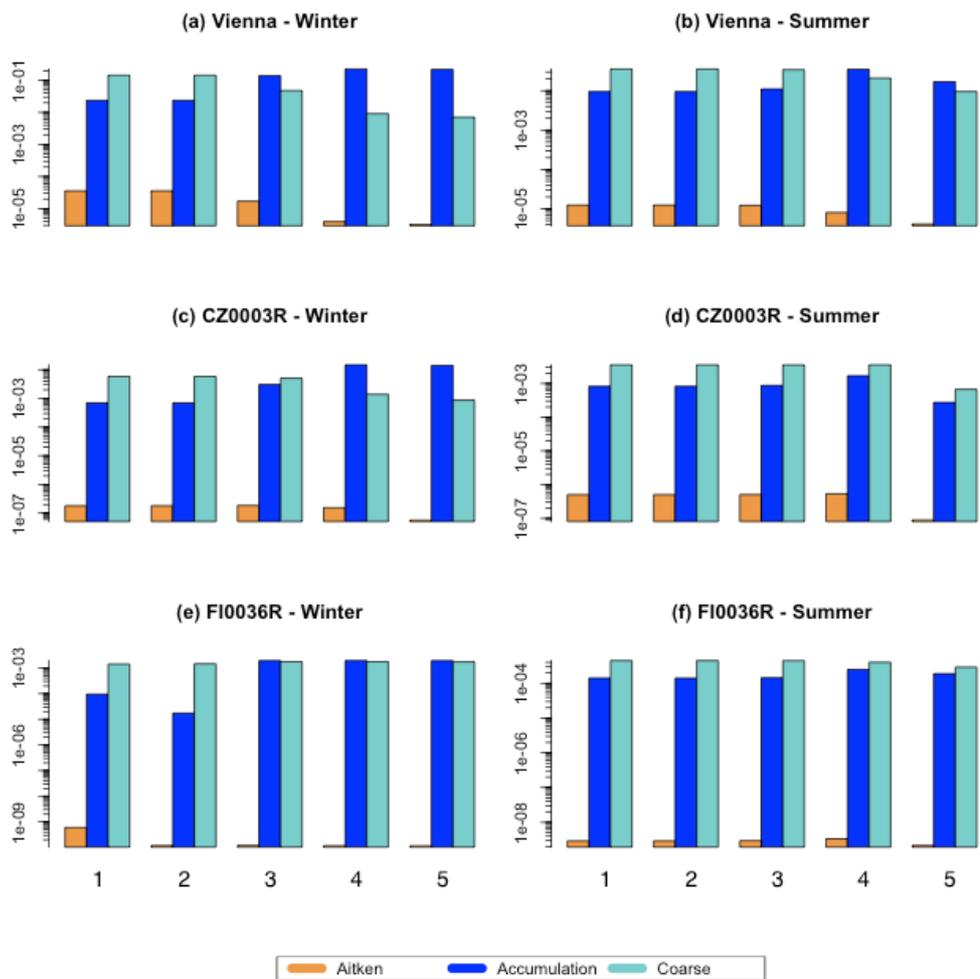 (a) Vienna - Winter
1e-01
1e-03
1e-05
(b) Vienna - Summer
1e-03
1e-05
(c) CZ0003R - Winter
1e-03
1e-05
1e-07
(d) CZ0003R - Summer
1e-03
1e-05
1e-07
(e) FI0036R - Winter
1e-03
1e-06
1e-09
1 2 3 4 5
(f) FI0036R - Summer
1e-04
1e-06
1e-08
1 2 3 4 5
Aitken Accumulation Coarse